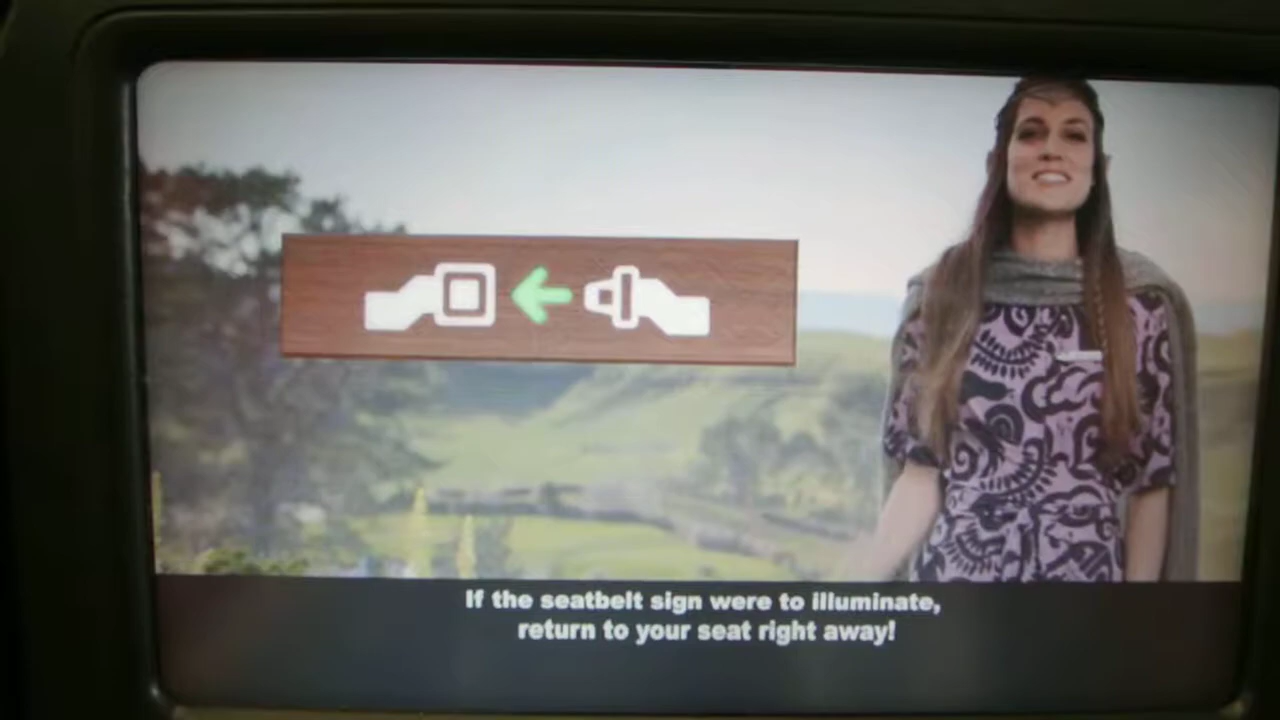 If the seatbelt sign were to illuminate,
return to your seat right away!